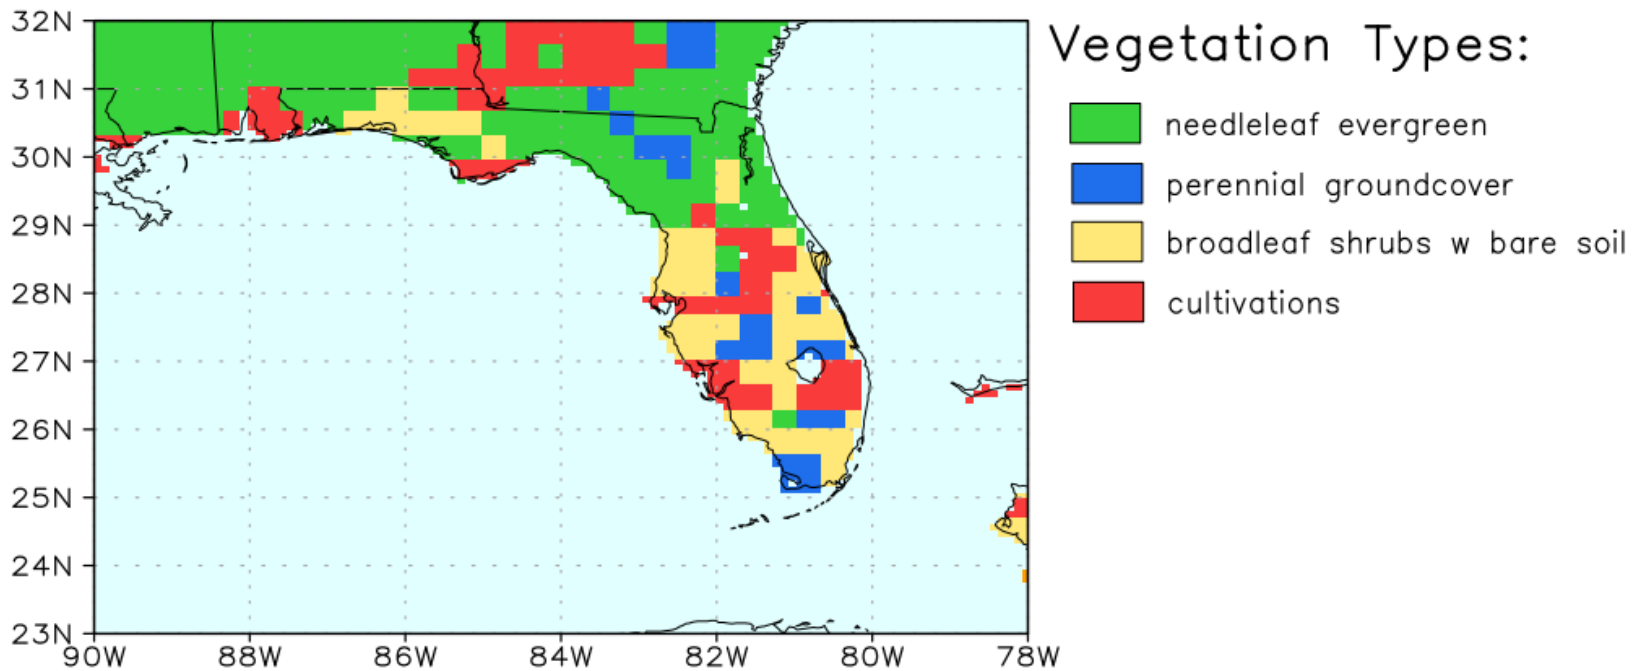 32N
31N
30N
29N
28N
27N
26N
25N
24N
23N
90W 88W 86W 84W 82W 80W 78W
Vegetation Types:
needleleaf evergreen
perennial groundcover
broadleaf shrubs w bare soil
cultivations